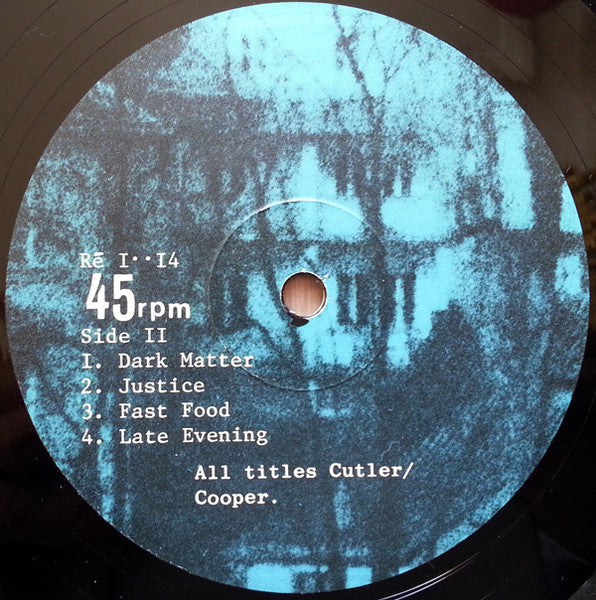 Rē I··I4
45rpm
Side II
1. Dark Matter
2. Justice
3. Fast Food
4. Late Evening
All titles Cutler/
Cooper.